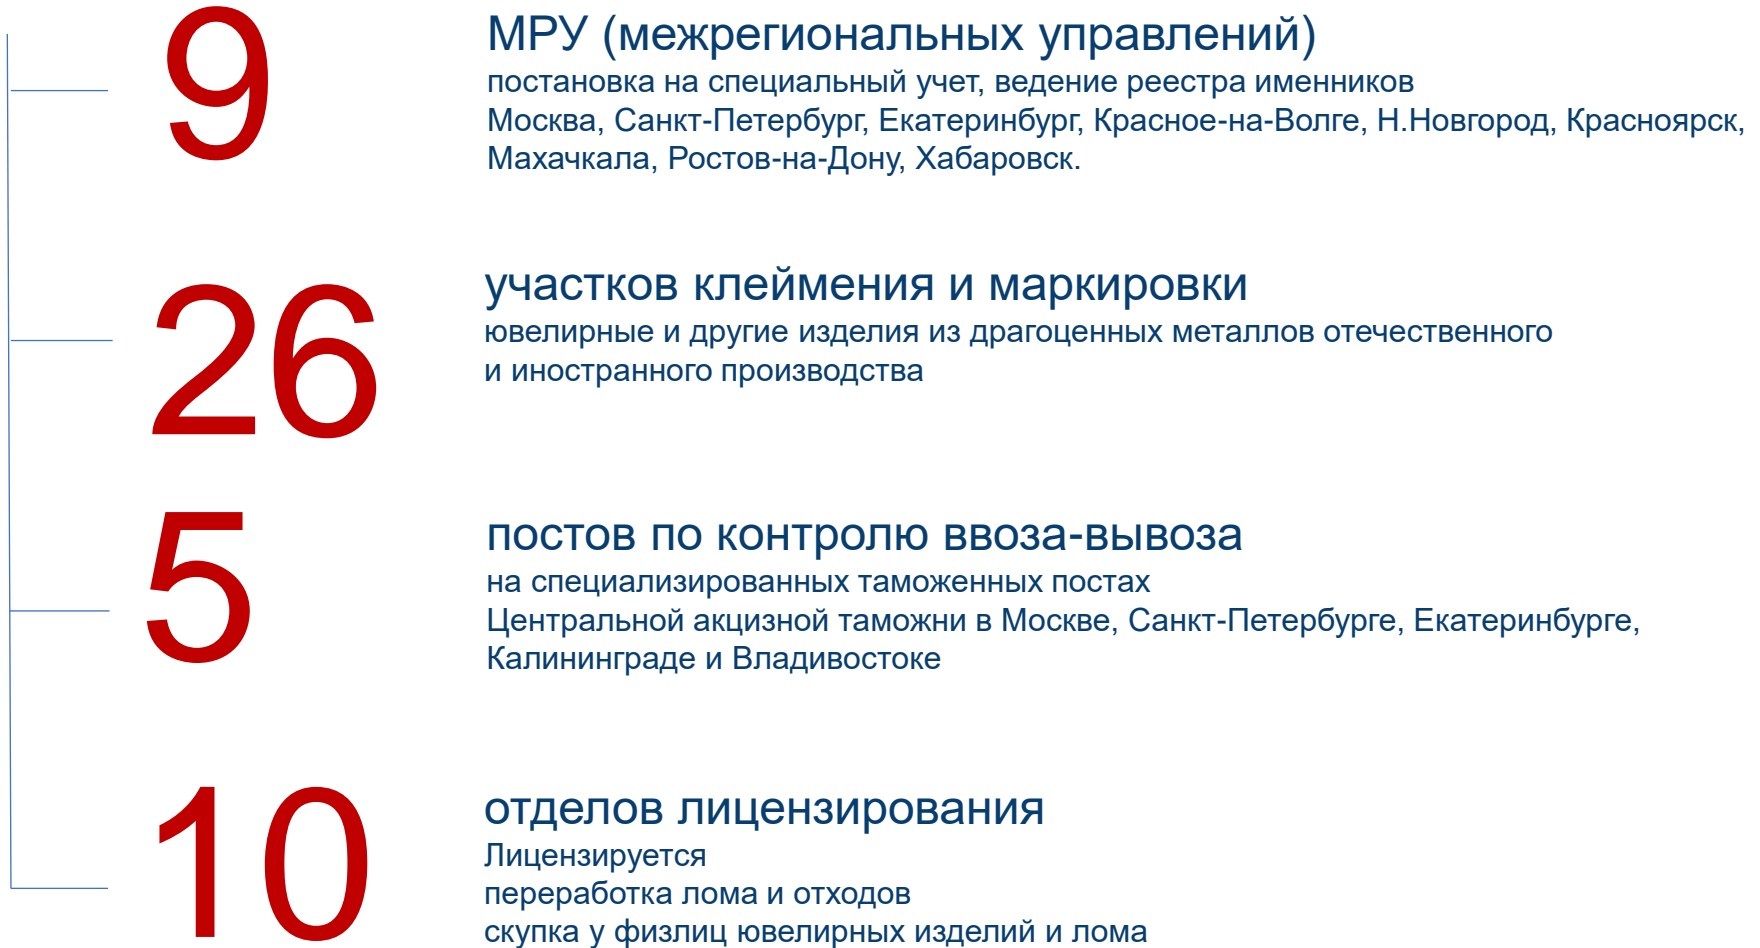 9
МРУ (межрегиональных управлений)
постановка на специальный учет, ведение реестра именников
Москва, Санкт-Петербург, Екатеринбург, Красное-на-Волге, Н.Новгород, Красноярск,
Махачкала, Ростов-на-Дону, Хабаровск.
26
участков клеймения и маркировки
ювелирные и другие изделия из драгоценных металлов отечественного
и иностранного производства
5
постов по контролю ввоза-вывоза
на специализированных таможенных постах
Центральной акцизной таможни в Москве, Санкт-Петербурге, Екатеринбурге,
Калининграде и Владивостоке
10
отделов лицензирования
Лицензируется
переработка лома и отходов
скупка у физлиц ювелирных изделий и лома